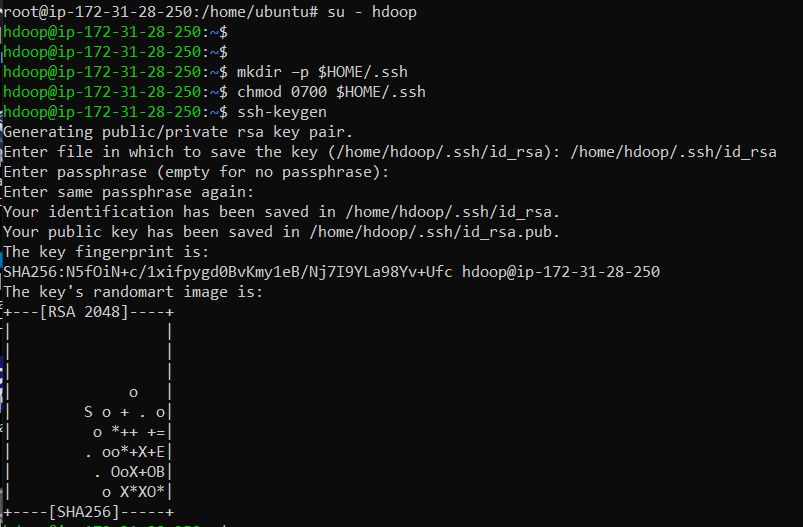 root@ip-172-31-28-250:/home/ubuntu# su - hdoop
hdoop@ip-172-31-28-250:~$
hdoop@ip-172-31-28-250:~$
hdoop@ip-172-31-28-250:~$ mkdir -p $HOME/.ssh
hdoop@ip-172-31-28-250:~$ chmod 0700 $HOME/.ssh
hdoop@ip-172-31-28-250:~$ ssh-keygen
Generating public/private rsa key pair.
Enter file in which to save the key (/home/hdoop/.ssh/id_rsa): /home/hdoop/.ssh/id_rsa
Enter passphrase (empty for no passphrase):
Enter same passphrase again:
Your identification has been saved in /home/hdoop/.ssh/id_rsa.
Your public key has been saved in /home/hdoop/.ssh/id_rsa.pub.
The key fingerprint is:
SHA256:N5fOiN+c/1xifpygd0BvKmy1eB/Nj7I9YLa98Yv+Ufc hdoop@ip-172-31-28-250
The key's randomart image is:
+---[RSA 2048]----+
|                 |
|                 |
|                 |
|             o   |
|        S o + . o|
|         o *++ +=|
|        . oo*+X+E|
|         . OoX+OB|
|          o X*XO*|
+----[SHA256]-----+